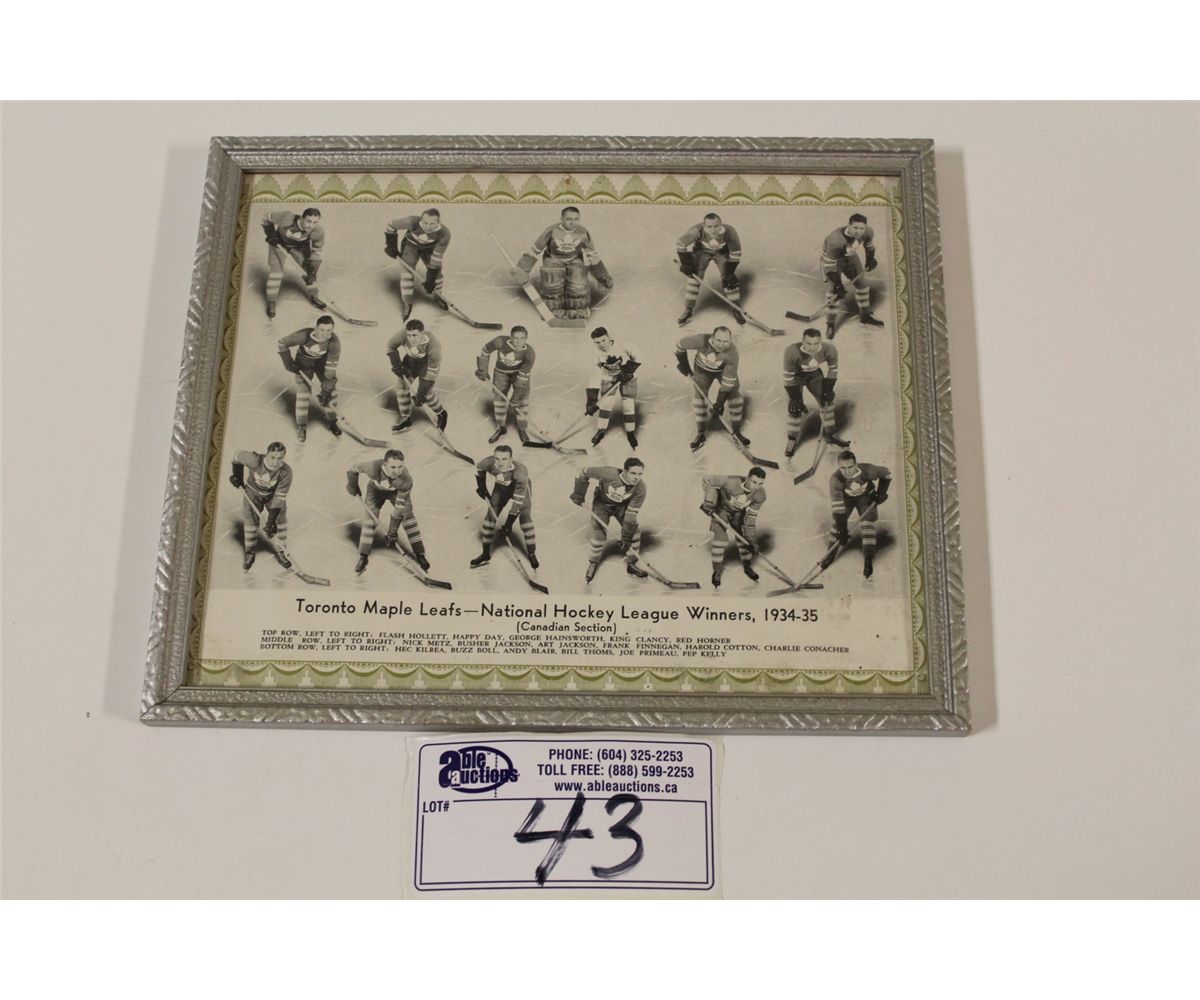 Toronto Maple Leafs—National Hockey League Winners, 1934-35
(Canadian Section)
TOP ROW, LEFT TO RIGHT: FLASH HOLLETT, HAPPY DAY, GEORGE HAINSWORTH, KING CLANCY, RED HORNER
MIDDLE ROW, LEFT TO RIGHT: NICK METZ, BUSHER JACKSON, ART JACKSON, FRANK FINNEGAN, HAROLD COTTON, CHARLIE CONACHER
BOTTOM ROW, LEFT TO RIGHT: HEC KILREA, BUZZ BOLL, ANDY BLAIR, BILL THOMS, JOE PRIMEAU, PEP KELLY
able auctions
PHONE: (604) 325-2253
TOLL FREE: (888) 599-2253
www.ableauctions.ca
LOT#
43